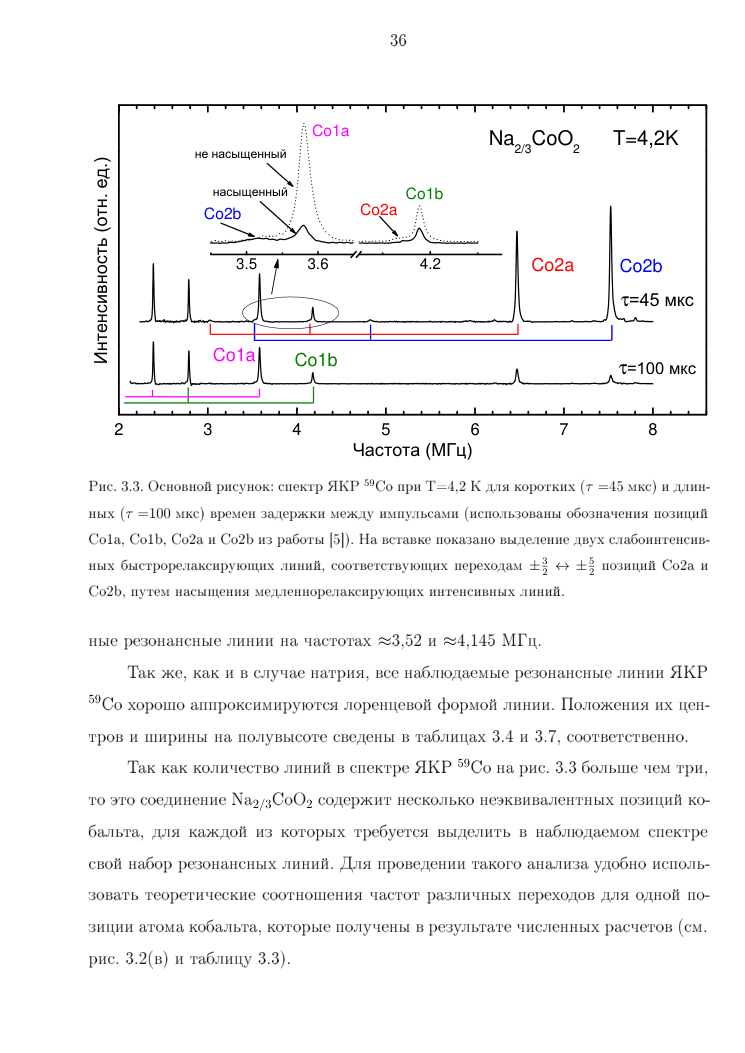 36
Co1a
Na2/3CoO2 T=4,2K
не насыщенный
насыщенный
Co1b
Co2a
Co2b
3.5 3.6 4.2
Co2a
Co2b
τ=45 мкс
Co1a
Co1b
τ=100 мкс
Интенсивность (отн. ед.)
2 3 4 5 6 7 8
Частота (МГц)
Рис. 3.3. Основной рисунок: спектр ЯКР ⁵⁹Co при T=4,2 K для коротких (τ =45 мкс) и длин-
ных (τ =100 мкс) времен задержки между импульсами (использованы обозначения позиций
Co1a, Co1b, Co2a и Co2b из работы [5]). На вставке показано выделение двух слабоинтенсив-
ных быстрорелаксирующих линий, соответствующих переходам ±3/2 ↔ ±5/2 позиций Co2a и
Co2b, путем насыщения медленнорелаксирующих интенсивных линий.
ные резонансные линии на частотах ≈3,52 и ≈4,145 МГц.
Так же, как и в случае натрия, все наблюдаемые резонансные линии ЯКР
⁵⁹Co хорошо аппроксимируются лоренцевой формой линии. Положения их цен-
тров и ширины на полувысоте сведены в таблицах 3.4 и 3.7, соответственно.
Так как количество линий в спектре ЯКР ⁵⁹Co на рис. 3.3 больше чем три,
то это соединение Na2/3CoO2 содержит несколько неэквивалентных позиций ко-
бальта, для каждой из которых требуется выделить в наблюдаемом спектре
свой набор резонансных линий. Для проведении такого анализа удобно исполь-
зовать теоретические соотношения частот различных переходов для одной по-
зиции атома кобальта, которые получены в результате численных расчетов (см.
рис. 3.2(в) и таблицу 3.3).